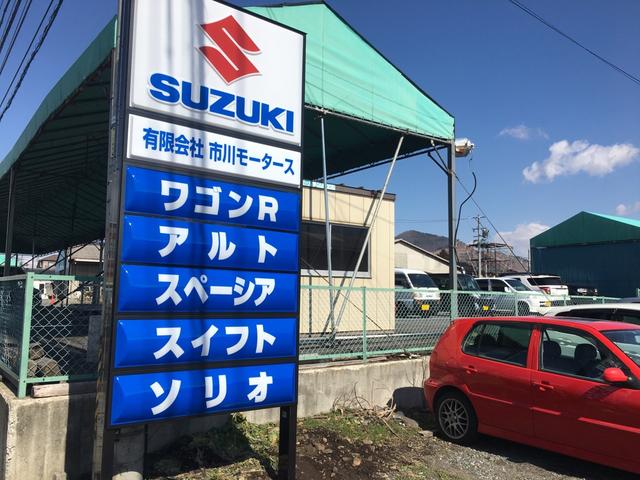 SUZUKI
有限会社 市川モータース
ワゴンR
アルト
スペーシア
スイフト
ソリオ